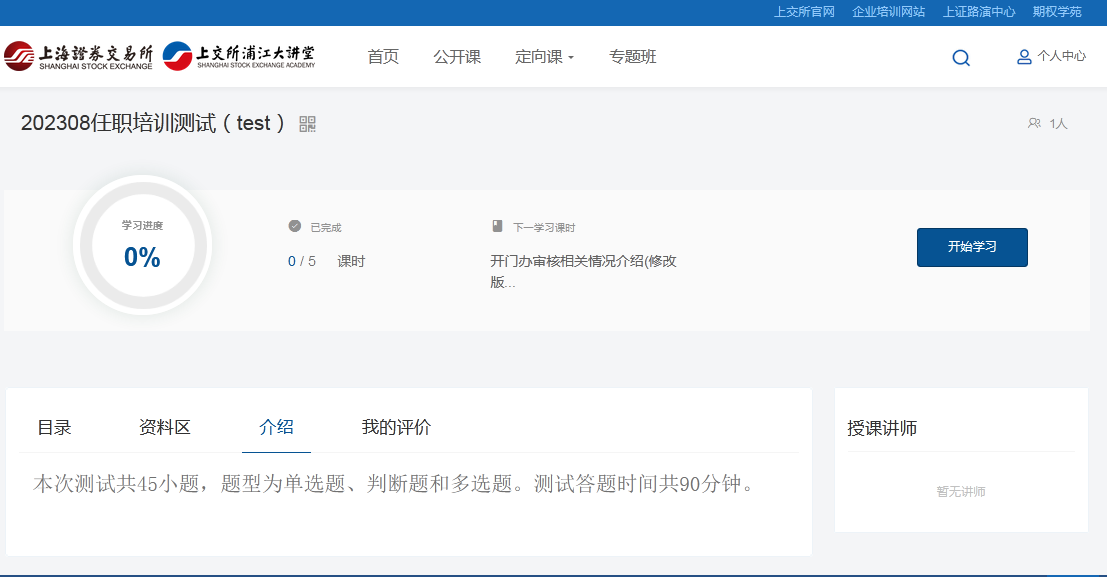 上交所官网 企业培训网站 上证路演中心 期权学苑
上海證券交易所 上交所浦江大讲堂 首页 公开课 定向课 专题班 个人中心
SHANGHAI STOCK EXCHANGE SHANGHAI STOCK EXCHANGE ACADEMY
202308任职培训测试（test） 1人
学习进度 已完成 下一学习课时
0% 0 / 5 课时 开门办审核相关情况介绍(修改 开始学习
版...
目录 资料区 介绍 我的评价 授课讲师
本次测试共45小题，题型为单选题、判断题和多选题。测试答题时间共90分钟。
暂无讲师